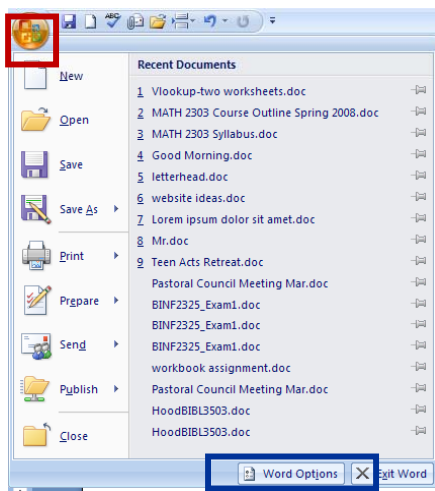 ABC
New
Open
Save
Save As
Print
Prepare
Send
Publish
Close
Recent Documents
1 Vlookup-two worksheets.doc
2 MATH 2303 Course Outline Spring 2008.doc
3 MATH 2303 Syllabus.doc
4 Good Morning.doc
5 letterhead.doc
6 website ideas.doc
7 Lorem ipsum dolor sit amet.doc
8 Mr.doc
9 Teen Acts Retreat.doc
Pastoral Council Meeting Mar.doc
BINF2325_Exam1.doc
BINF2325_Exam1.doc
BINF2325_Exam1.doc
workbook assignment.doc
Pastoral Council Meeting Mar.doc
HoodBIBL3503.doc
HoodBIBL3503.doc
Word Options
Exit Word